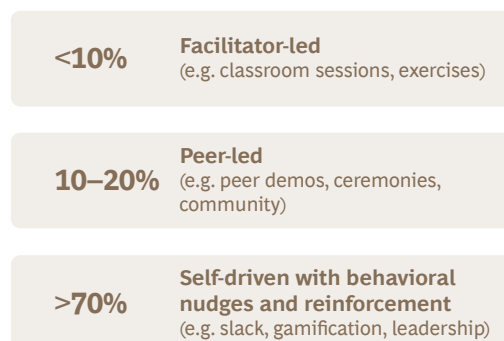 <10%
Facilitator-led
(e.g. classroom sessions, exercises)
10–20%
Peer-led
(e.g. peer demos, ceremonies,
community)
>70%
Self-driven with behavioral
nudges and reinforcement
(e.g. slack, gamification, leadership)